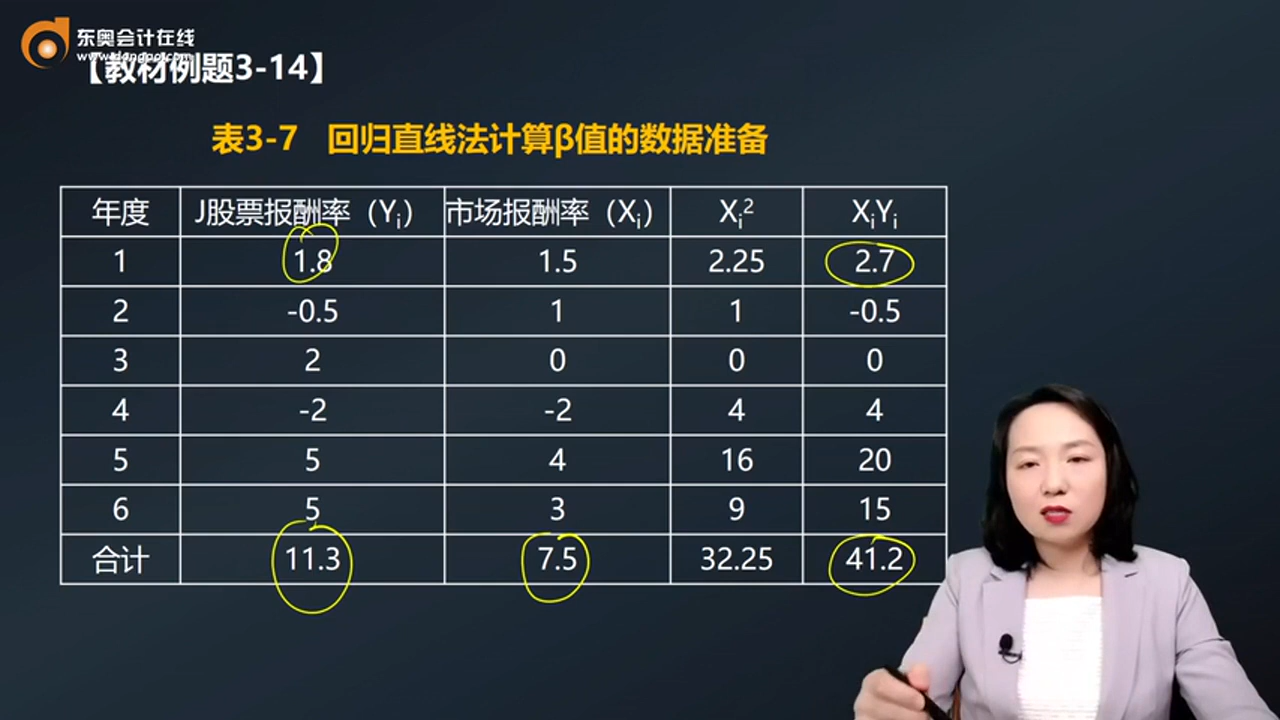 东奥会计在线
www.dongao.com
【教材例题3-14】
表3-7 回归直线法计算β值的数据准备
年度 J股票报酬率（Yᵢ） 市场报酬率（Xᵢ） Xᵢ² XᵢYᵢ
1 1.8 1.5 2.25 2.7
2 -0.5 1 1 -0.5
3 2 0 0 0
4 -2 -2 4 4
5 5 4 16 20
6 5 3 9 15
合计 11.3 7.5 32.25 41.2